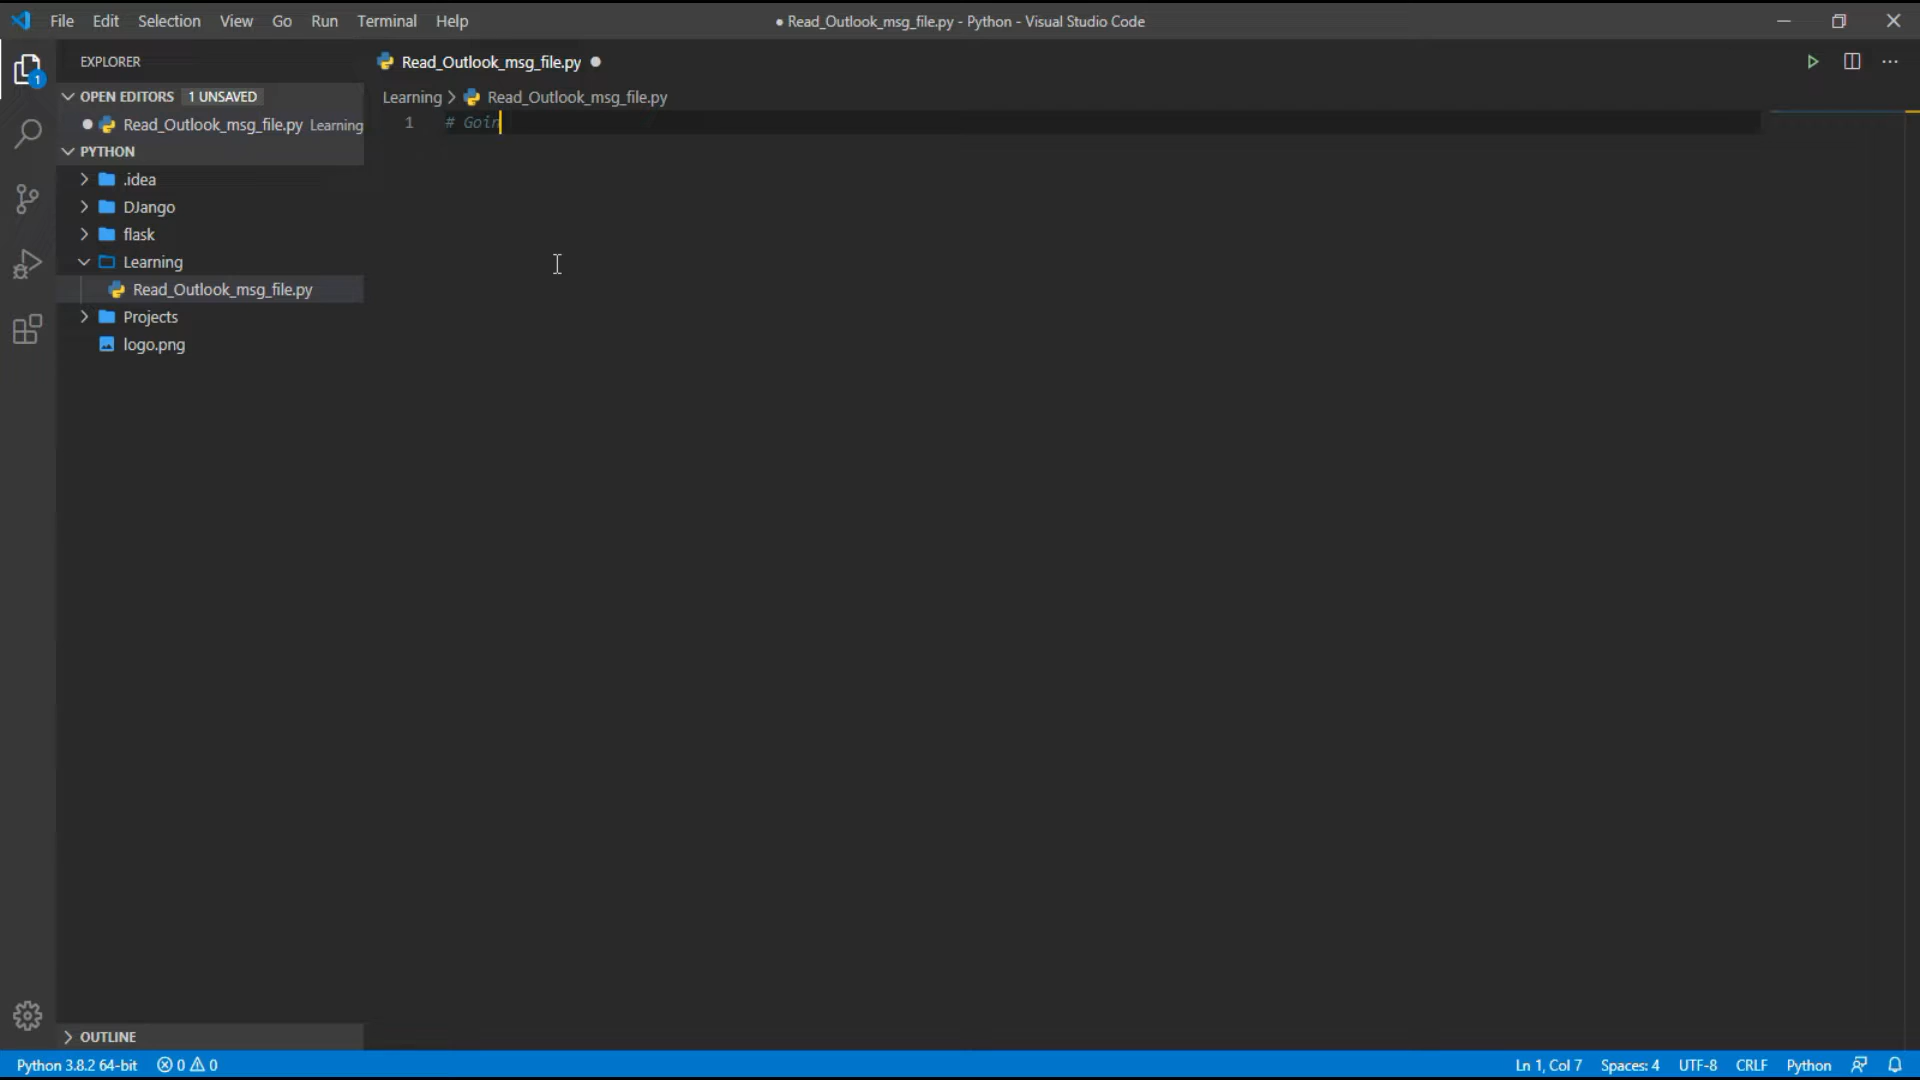 File Edit Selection View Go Run Terminal Help
● Read_Outlook_msg_file.py - Python - Visual Studio Code
EXPLORER
OPEN EDITORS 1 UNSAVED
Read_Outlook_msg_file.py Learning
PYTHON
.idea
DJango
flask
Learning
Read_Outlook_msg_file.py
Projects
logo.png
OUTLINE
Read_Outlook_msg_file.py
Learning > Read_Outlook_msg_file.py
1 # Goin
1
Python 3.8.2 64-bit 0 0 Ln 1, Col 7 Spaces: 4 UTF-8 CRLF Python